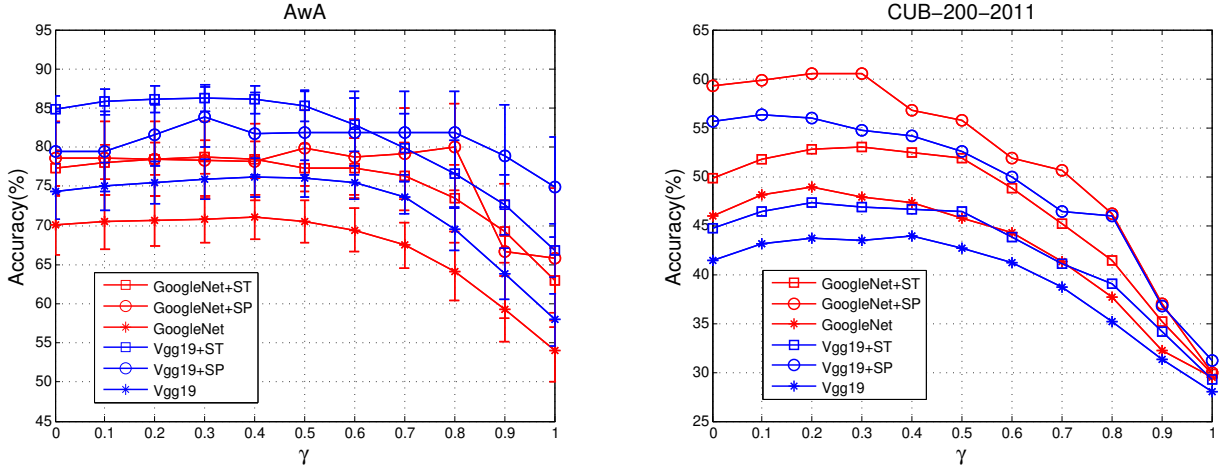 AwA
Accuracy(%)
95
90
85
80
75
70
65
60
55
50
45
GoogleNet+ST
GoogleNet+SP
GoogleNet
Vgg19+ST
Vgg19+SP
Vgg19
0 0.1 0.2 0.3 0.4 0.5 0.6 0.7 0.8 0.9 1
γ
CUB−200−2011
Accuracy(%)
65
60
55
50
45
40
35
30
25
GoogleNet+ST
GoogleNet+SP
GoogleNet
Vgg19+ST
Vgg19+SP
Vgg19
0 0.1 0.2 0.3 0.4 0.5 0.6 0.7 0.8 0.9 1
γ